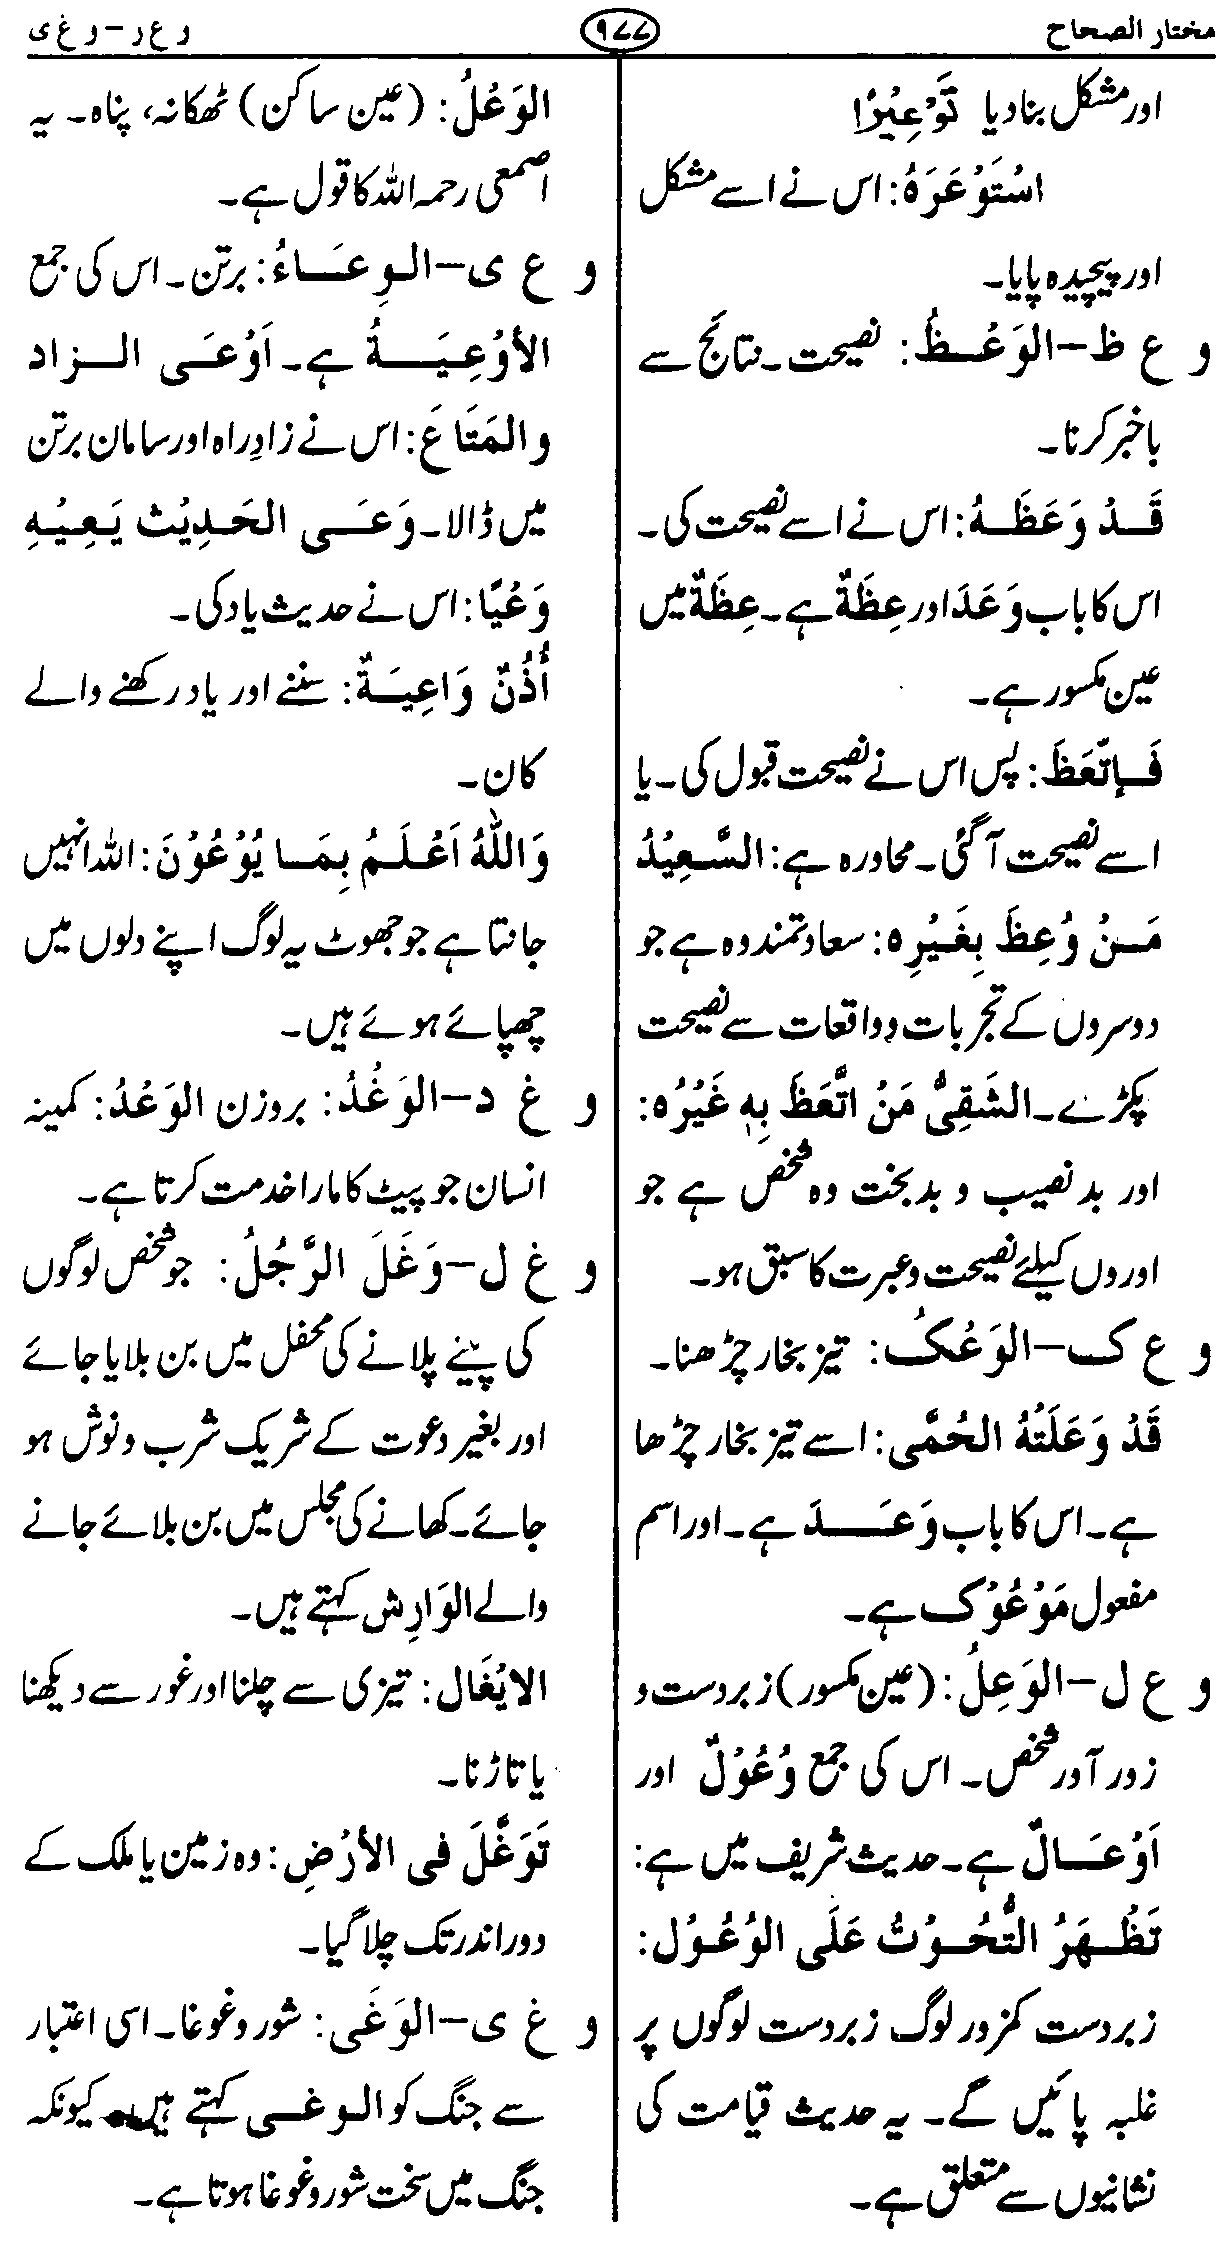 مختار الصحاح ۹۷۷ و ع ر – و غ ی
اور مشکل بنا دیا تَوْعِيْرًا
اسْتَوْعَرَهُ: اس نے اسے مشکل
اور پیچیدہ پایا۔
و ع ظ – الوَعْظُ: نصیحت۔ نتائج سے
باخبر کرنا۔
قَدْ وَعَظَهُ: اس نے اسے نصیحت کی۔
اس کا باب وَعَدَ اور عِظَةٌ ہے۔ عِظَةٌ میں
عین مکسور ہے۔
فَاِتَّعَظَ: پس اس نے نصیحت قبول کی۔ یا
اسے نصیحت آگئی۔ محاورہ ہے: السَّعِيْدُ
مَنْ وُعِظَ بِغَيْرِه: سعادتمند وہ ہے جو
دوسروں کے تجربات و واقعات سے نصیحت
پکڑے۔ الشَقِیُّ مَنْ اتَّعَظَ بِهٖ غَيْرُه:
اور بدنصیب و بدبخت وہ شخص ہے جو
اوروں کیلئے نصیحت و عبرت کا سبق ہو۔
و ع ک – الوَعْکُ: تیز بخار چڑھنا۔
قَدْ وَعَلَتْهُ الحُمَّى: اسے تیز بخار چڑھا
ہے۔ اس کا باب وَعَدَ ہے۔ اور اسم
مفعول مَوْعُوْک ہے۔
و ع ل – الوَعِلُ: (عین مکسور) زبردست و
زور آور شخص۔ اس کی جمع وُعُوْلٌ اور
اَوْعَالٌ ہے۔ حدیث شریف میں ہے:
تَظْهَرُ التُّحُوْتُ عَلَى الوُعُوْل:
زبردست کمزور لوگ زبردست لوگوں پر
غلبہ پائیں گے۔ یہ حدیث قیامت کی
نشانیوں سے متعلق ہے۔
الوَعْلُ: (عین ساکن) ٹھکانہ، پناہ۔ یہ
اصمعی رحمہ اللہ کا قول ہے۔
و ع ی – الوِعَاءُ: برتن۔ اس کی جمع
الأوْعِيَةُ ہے۔ اَوْعَى الزاد
والمَتَاعَ: اس نے زادِ راہ اور سامان برتن
میں ڈالا۔ وَعَى الحَدِيْث يَعِيْهِ
وَعْيًا: اس نے حدیث یاد کی۔
أُذُنٌ وَاعِيَةٌ: سننے اور یاد رکھنے والے
کان۔
وَاللّٰهُ اَعْلَمُ بِمَا يُوْعُوْنَ: اللہ انہیں
جانتا ہے جو جھوٹ یہ لوگ اپنے دلوں میں
چھپائے ہوئے ہیں۔
و غ د – الوَغْدُ: بروزن الوَعْدُ: کمینہ
انسان جو پیٹ کا مارا خدمت کرتا ہے۔
و غ ل – وَغَلَ الرَّجُلُ: جو شخص لوگوں
کی پینے پلانے کی محفل میں بن بلایا جائے
اور بغیر دعوت کے شریک شرب و نوش ہو
جائے۔ کھانے کی مجلس میں بن بلائے جانے
والے الوَارِش کہتے ہیں۔
الایْغَال: تیزی سے چلنا اور غور سے دیکھنا
یا تاڑنا۔
تَوَغَّلَ فی الأرْضِ: وہ زمین یا ملک کے
دور اندر تک چلا گیا۔
و غ ی – الوَغَى: شور و غوغا۔ اسی اعتبار
سے جنگ کو الوغی کہتے ہیں۔ کیونکہ
جنگ میں سخت شور و غوغا ہوتا ہے۔